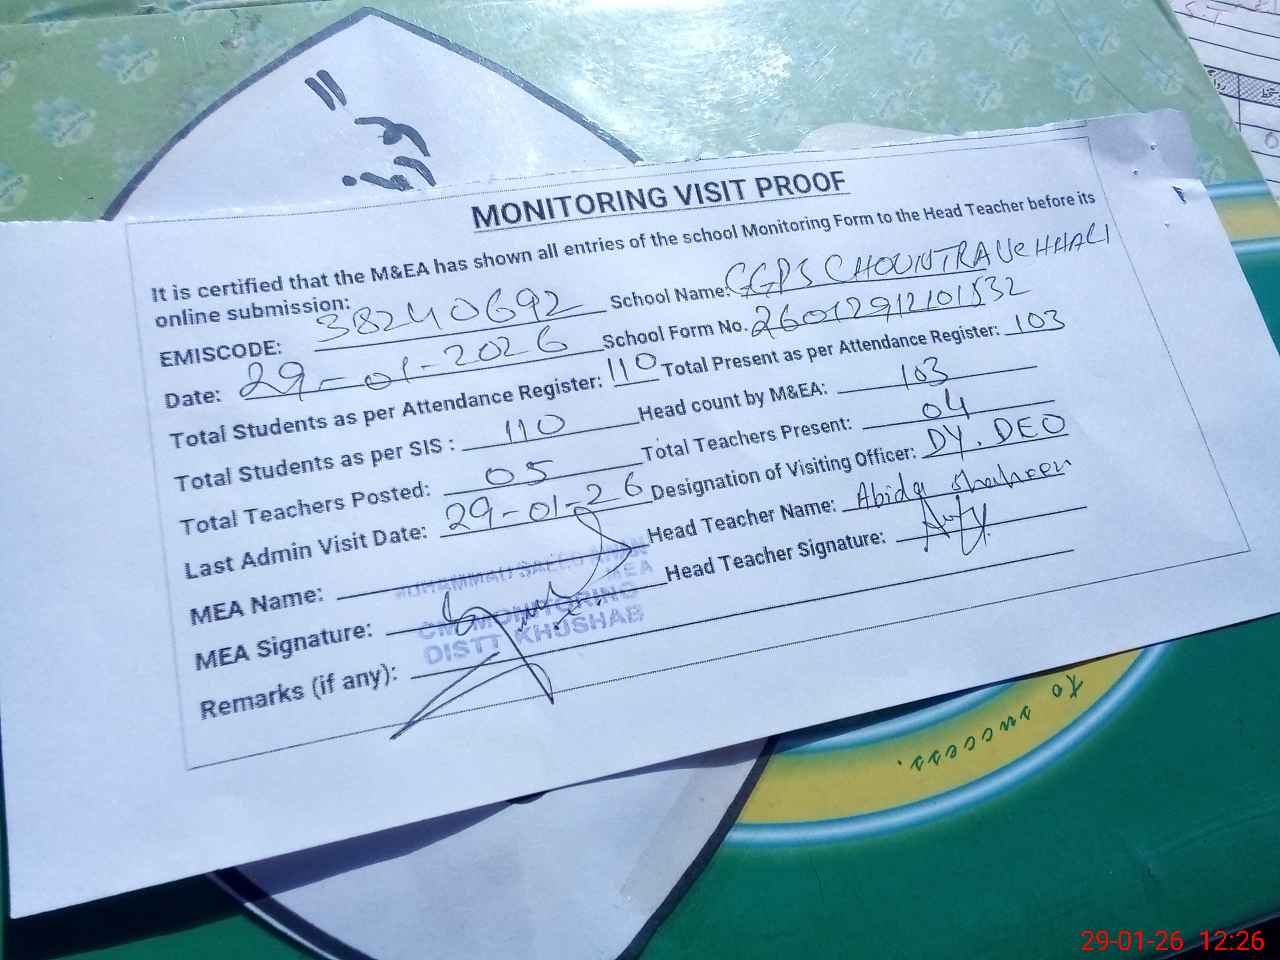 MONITORING VISIT PROOF
It is certified that the M&EA has shown all entries of the school Monitoring Form to the Head Teacher before its
online submission:
EMISCODE: 38240692 School Name: GGPS CHOUNTRA
Date: 29-01-2026 School Form No. 26012912101532
Total Students as per Attendance Register: 110 Total Present as per Attendance Register: 103
Total Students as per SIS : 110 Head count by M&EA: 103
Teachers Posted: 05 Total Teachers Present: 04
Last Admin Visit Date: 29-01-26 Designation of Visiting Officer: DY. DEO
MEA Name: Head Teacher Name: Abida Shaheen
MEA
MEA Signature: Head Teacher Signature:
CM MONITORING
DISTT KHUSHAB
Remarks (if any):
to success.
29-01-26 12:26